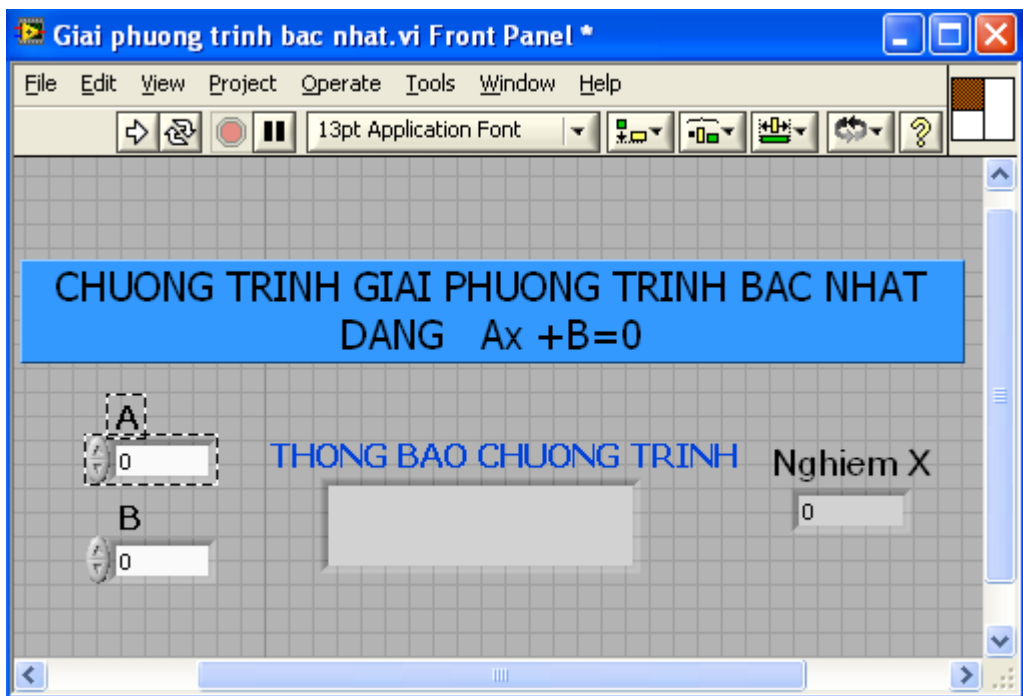 Giai phuong trinh bac nhat.vi Front Panel *
File Edit View Project Operate Tools Window Help
13pt Application Font
CHUONG TRINH GIAI PHUONG TRINH BAC NHAT
DANG Ax +B=0
A
0
THONG BAO CHUONG TRINH
Nghiem X
0
B
0